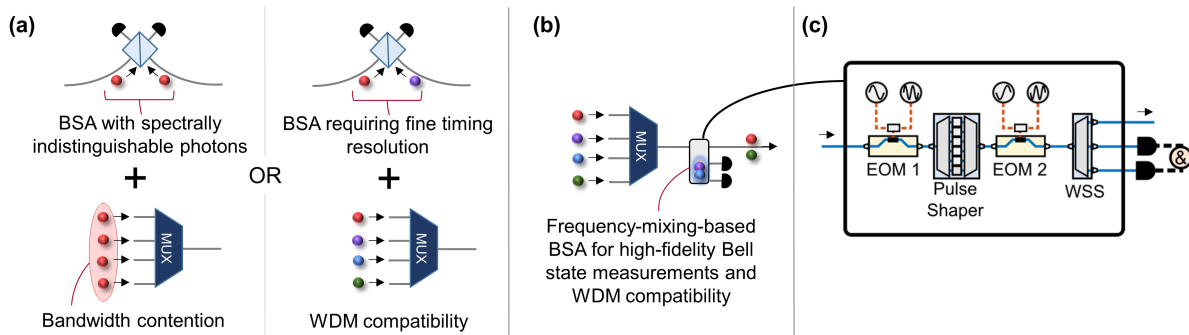 (a)
BSA with spectrally
indistinguishable photons
+
MUX
Bandwidth contention
OR
BSA requiring fine timing
resolution
+
MUX
WDM compatibility
(b)
MUX
Frequency-mixing-based
BSA for high-fidelity Bell
state measurements and
WDM compatibility
(c)
EOM 1
Pulse
Shaper
EOM 2
WSS
&